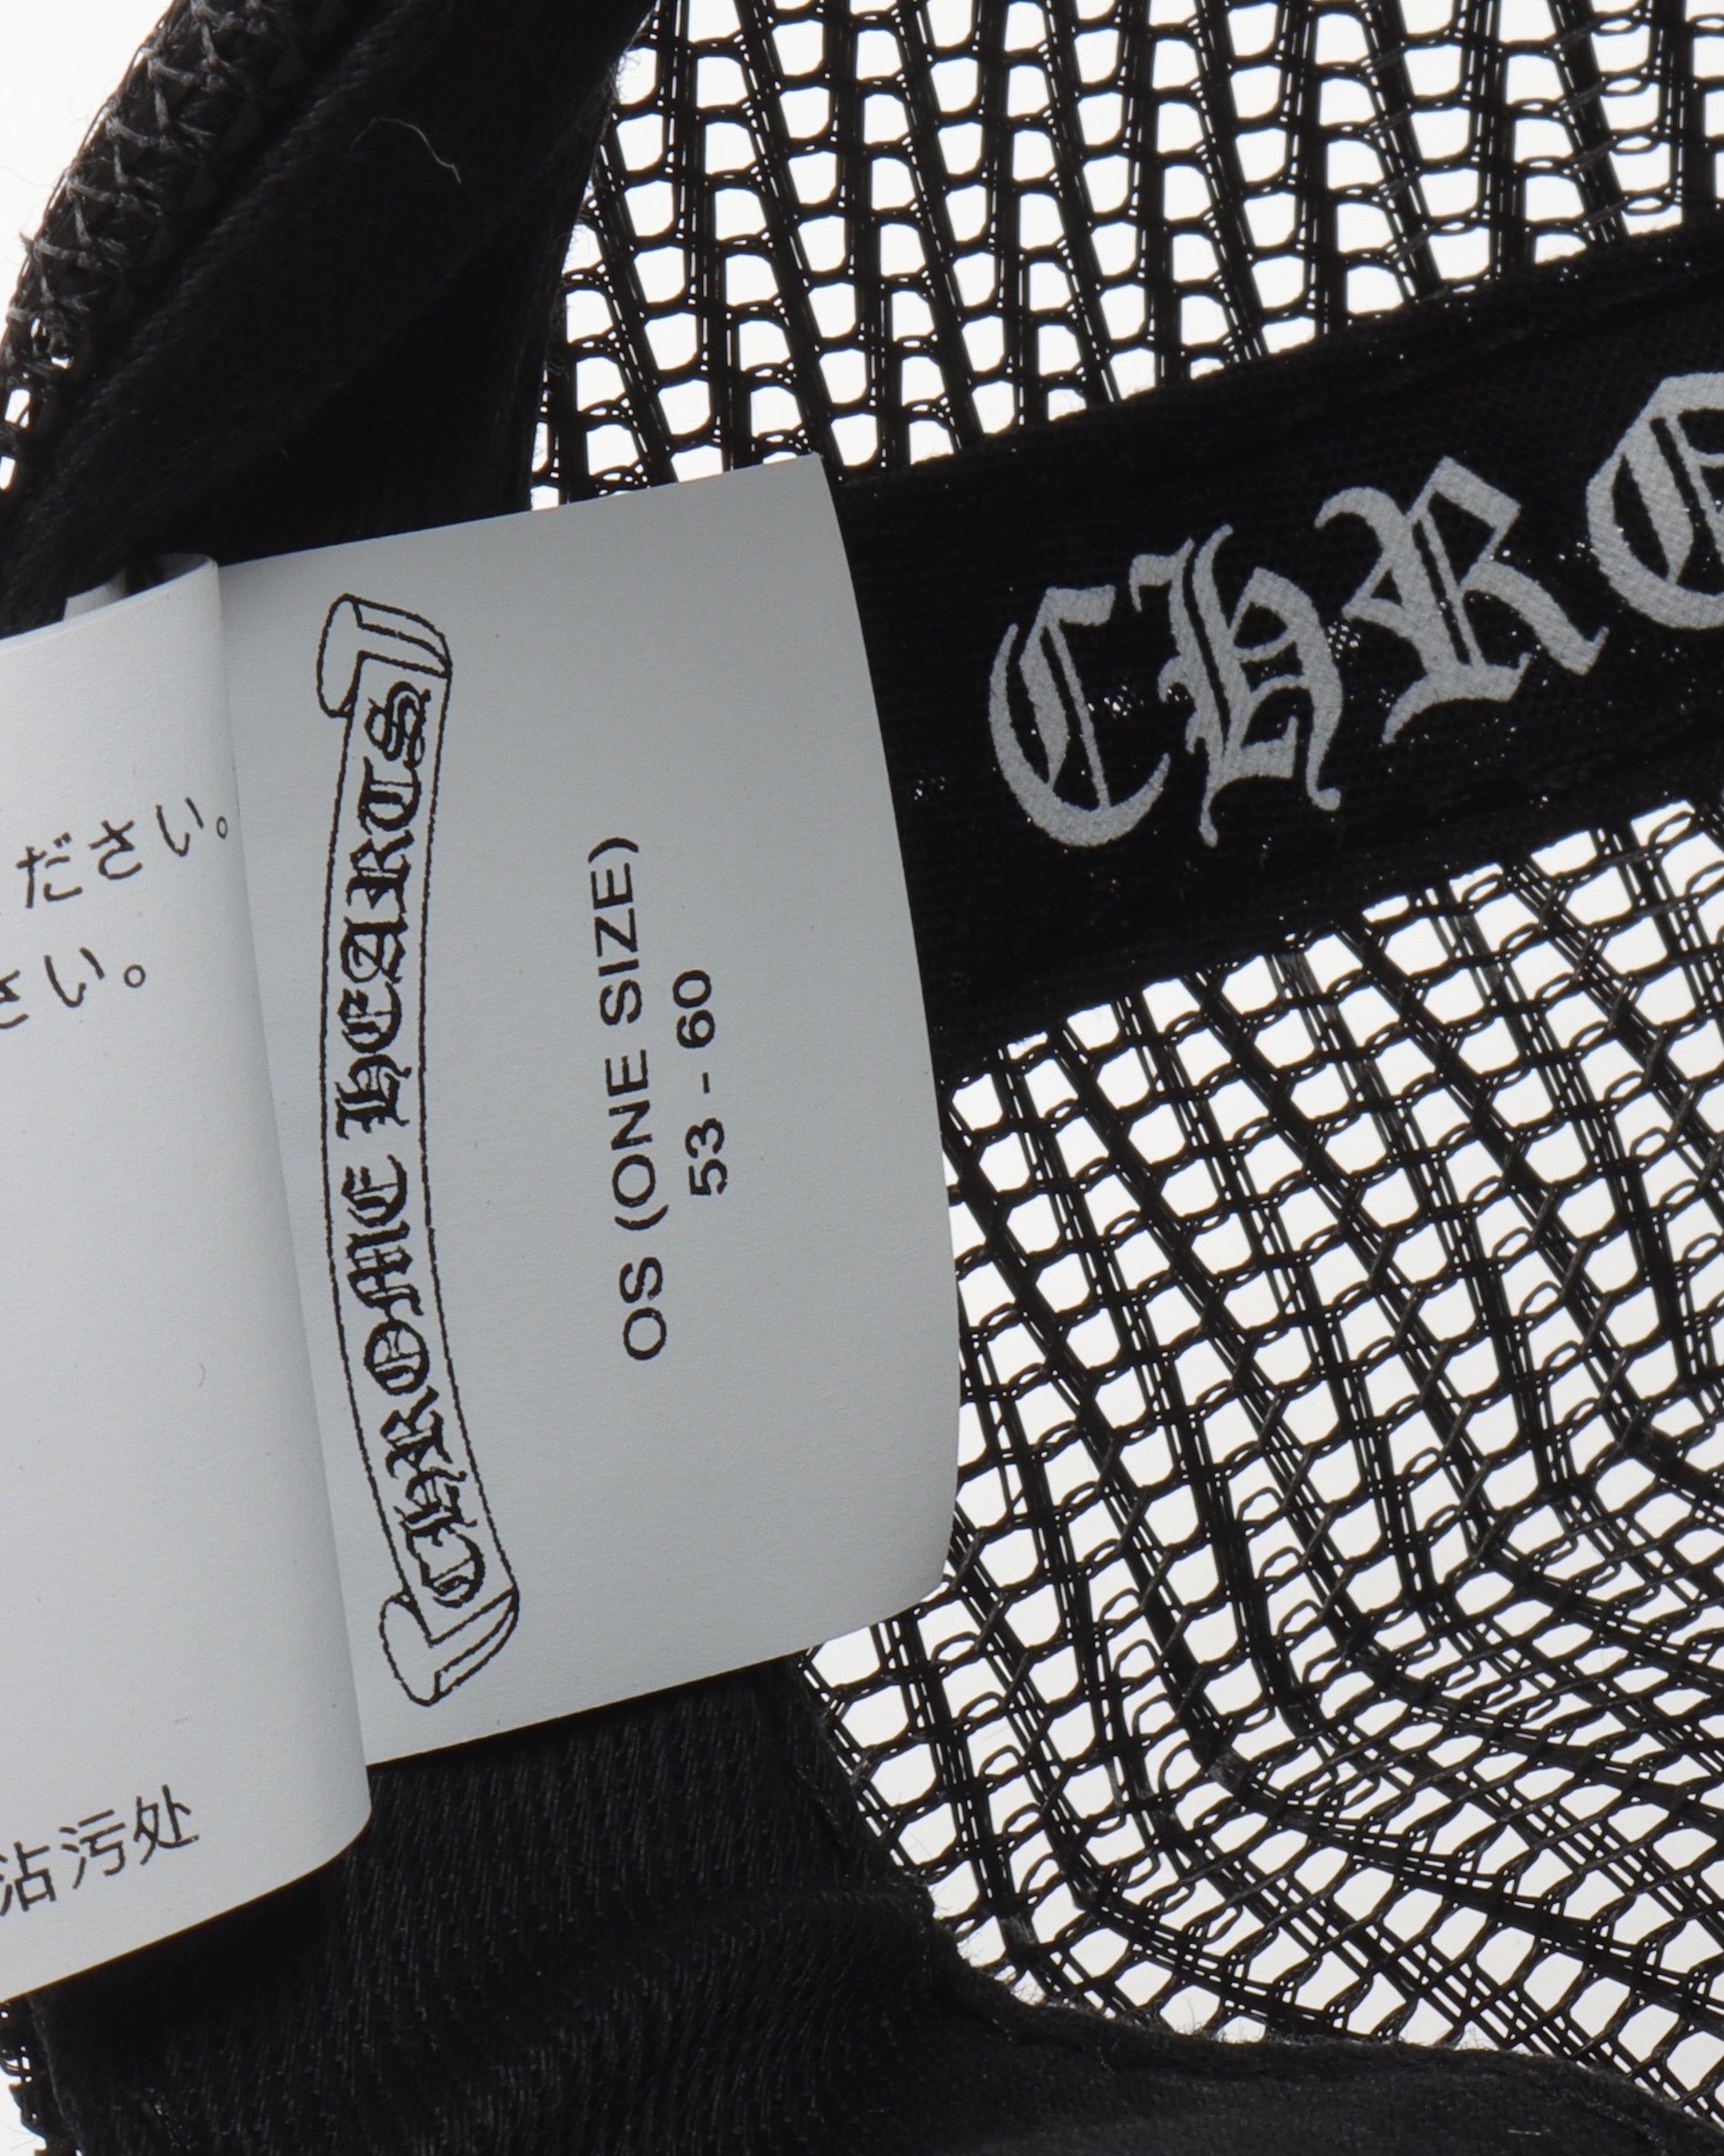 ださい。
さい。
沾污处
CHROME HEARTS
OS (ONE SIZE)
53 - 60
CHRO